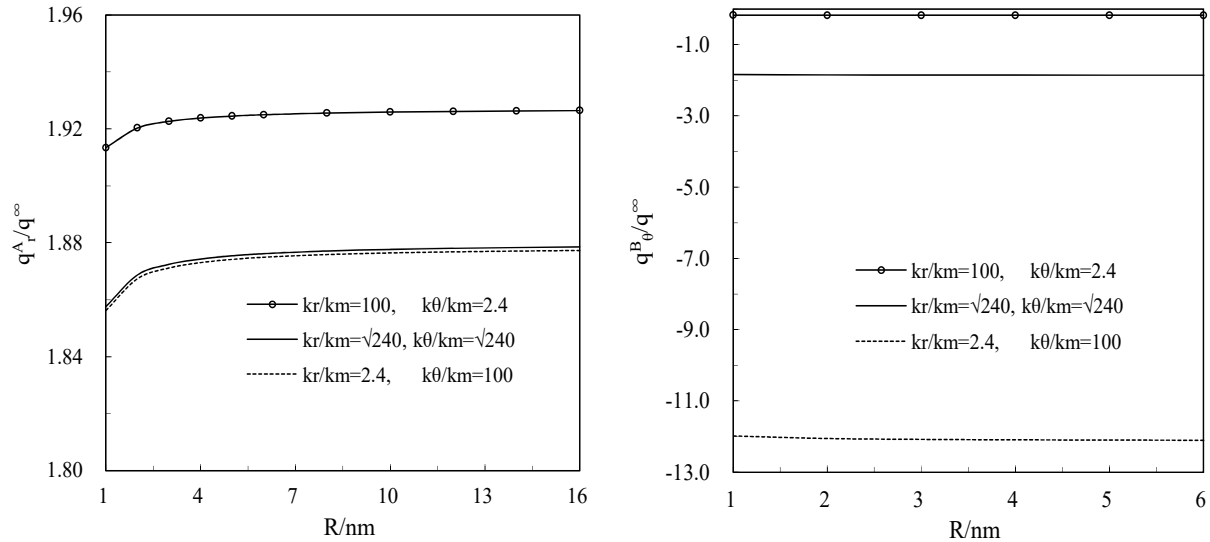 1.96
1.92
1.88
1.84
1.80
q^A_r/q^∞
kr/km=100, kθ/km=2.4
kr/km=√240, kθ/km=√240
kr/km=2.4, kθ/km=100
1 4 7 10 13 16
R/nm
-1.0
-3.0
-5.0
-7.0
-9.0
-11.0
-13.0
q^B_θ/q^∞
kr/km=100, kθ/km=2.4
kr/km=√240, kθ/km=√240
kr/km=2.4, kθ/km=100
1 2 3 4 5 6
R/nm